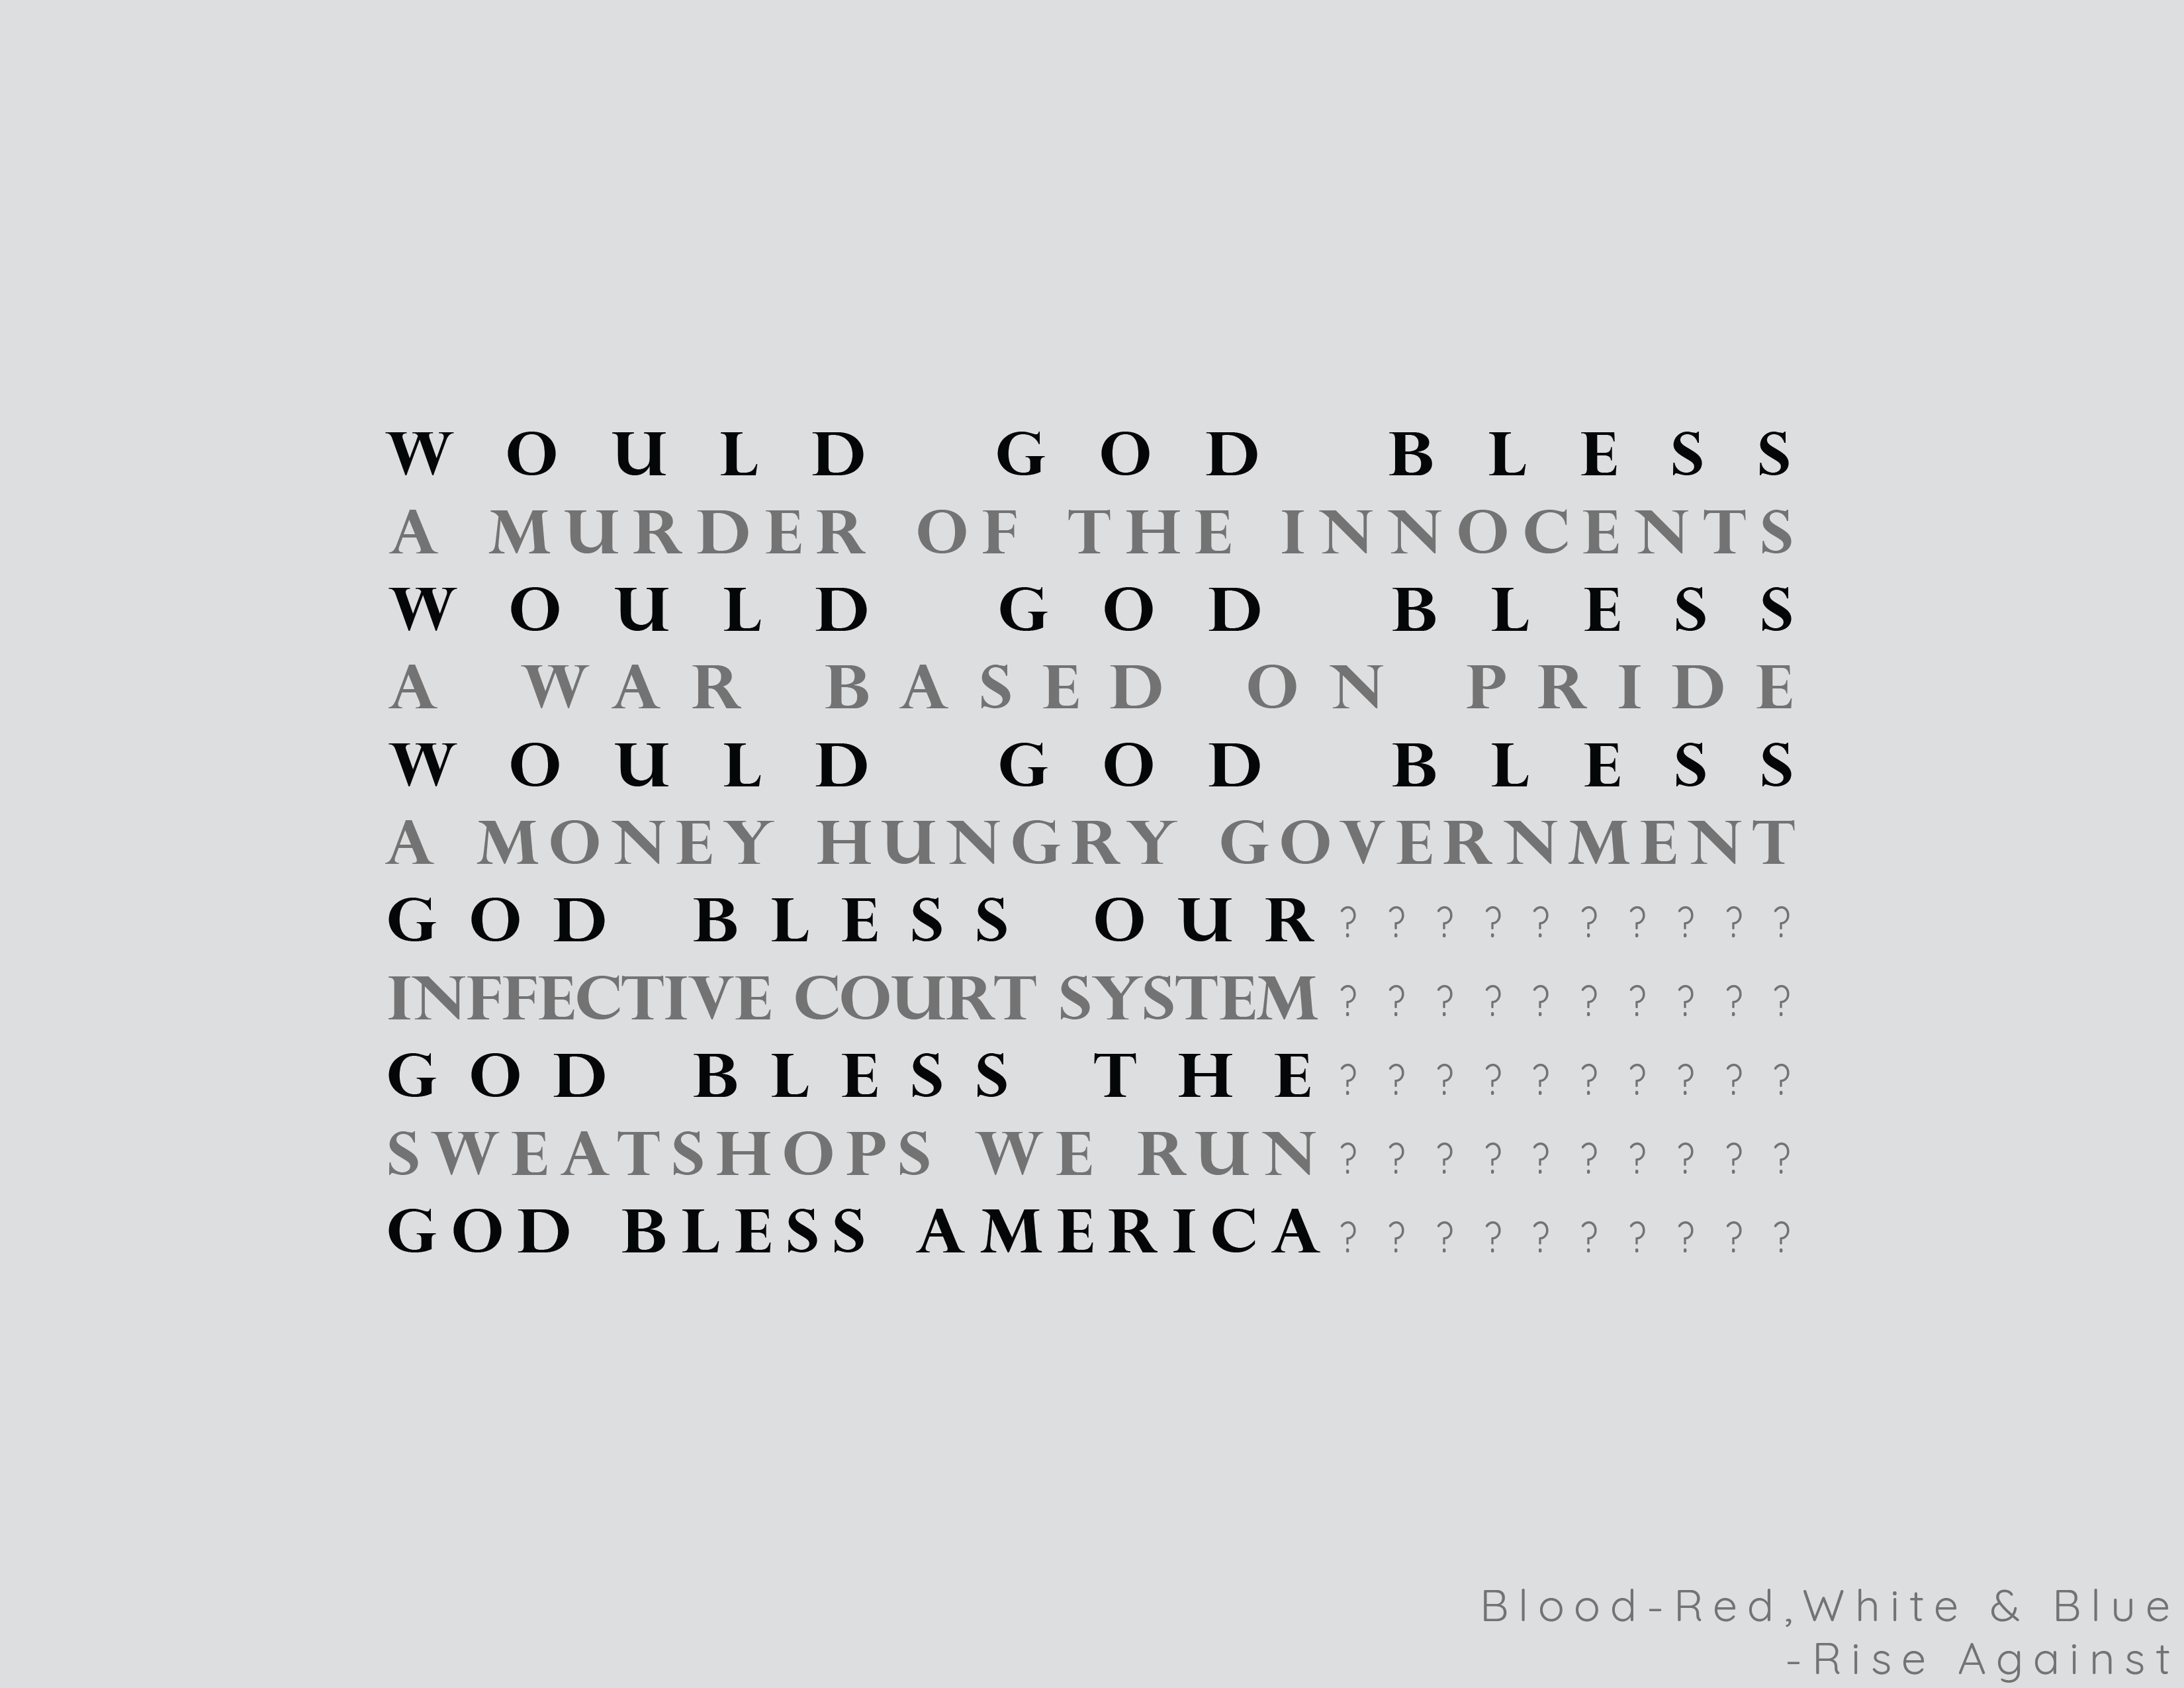 WOULD GOD BLESS
A MURDER OF THE INNOCENTS
WOULD GOD BLESS
A WAR BASED ON PRIDE
WOULD GOD BLESS
A MONEY HUNGRY GOVERNMENT
GOD BLESS OUR ? ? ? ? ? ? ? ? ? ?
INFFECTIVE COURT SYSTEM ? ? ? ? ? ? ? ? ? ?
GOD BLESS THE ? ? ? ? ? ? ? ? ? ?
SWEATSHOPS WE RUN ? ? ? ? ? ? ? ? ? ?
GOD BLESS AMERICA ? ? ? ? ? ? ? ? ? ?
Blood-Red,White & Blue
-Rise Against